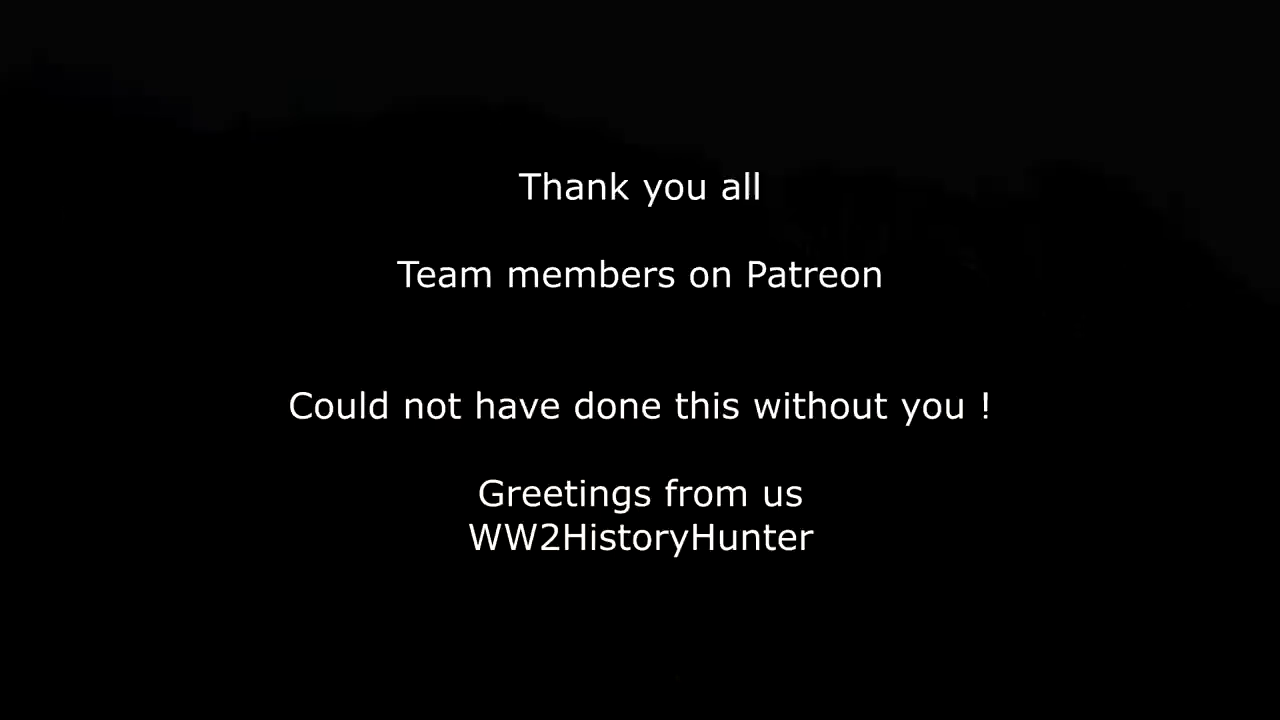 Thank you all
Team members on Patreon
Could not have done this without you !
Greetings from us
WW2HistoryHunter